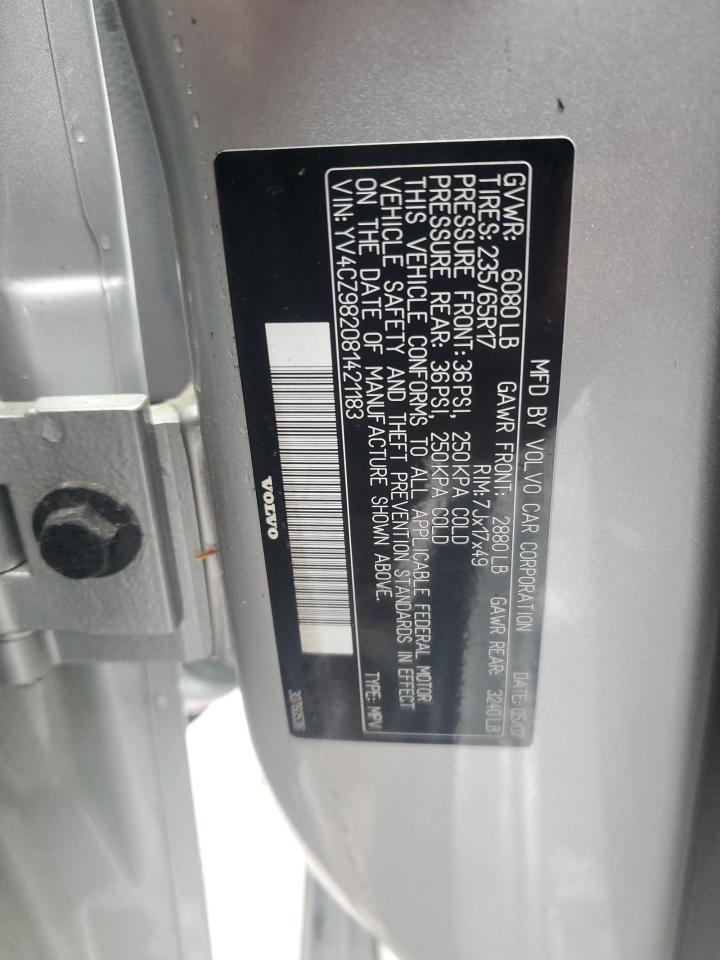 MFD BY VOLVO CAR CORPORATION DATE: 05/07
GVWR: 6080LB GAWR FRONT: 2880LB GAWR REAR: 3240LB
TIRES: 235/65R17 RIM: 7Jx17x49
PRESSURE FRONT: 36PSI, 250KPA COLD
PRESSURE REAR: 36PSI, 250KPA COLD
THIS VEHICLE CONFORMS TO ALL APPLICABLE FEDERAL MOTOR
VEHICLE SAFETY AND THEFT PREVENTION STANDARDS IN EFFECT
ON THE DATE OF MANUFACTURE SHOWN ABOVE.
VIN: YV4CZ982081421183 TYPE: MPV
VOLVO